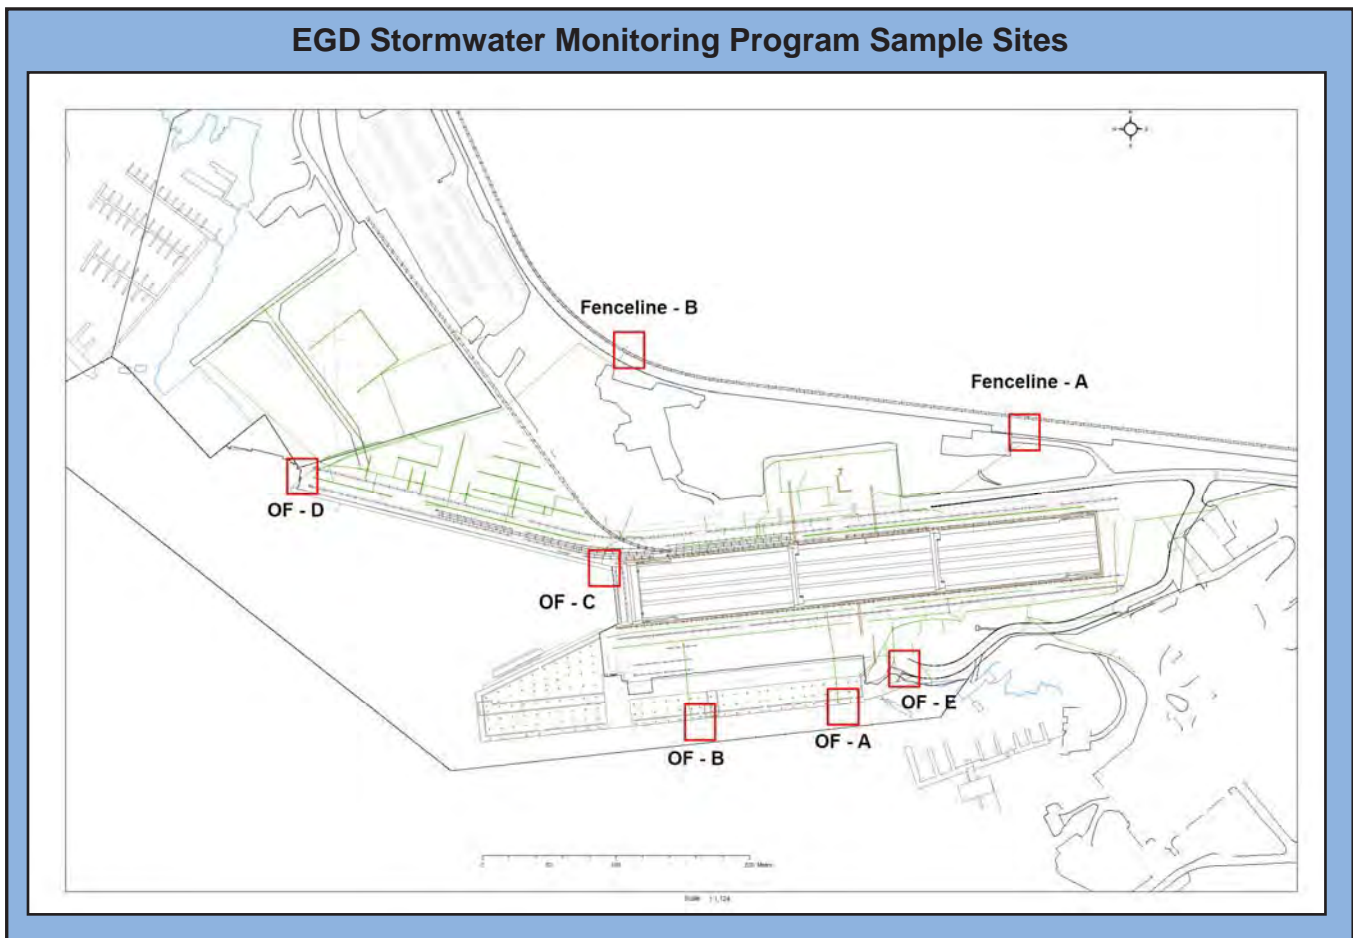 EGD Stormwater Monitoring Program Sample Sites
Fenceline - B
Fenceline - A
OF - D
OF - C
OF - E
OF - A
OF - B